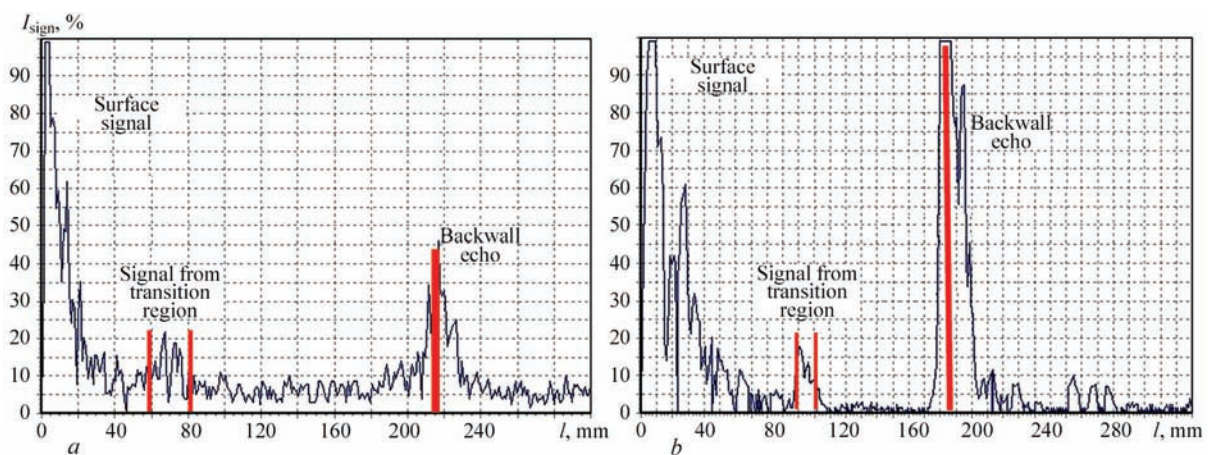 I_sign, %
90
80
70
60
50
40
30
20
10
0
Surface
signal
Signal from
transition
region
Backwall
echo
0 40 80 120 160 200 240 l, mm
a
90
80
70
60
50
40
30
20
10
0
Surface
signal
Signal from
transition
region
Backwall
echo
0 40 80 120 160 200 240 280 l, mm
b